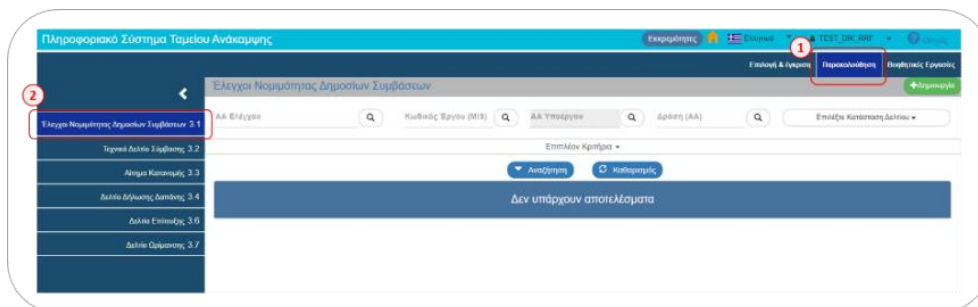 Πληροφοριακό Σύστημα Ταμείου Ανάκαμψης
Εκκρεμότητες Ελληνικά TEST_DIK_RRF Οδηγίες
1
Επιλογή & έγκριση Παρακολούθηση Βοηθητικές Εργασίες
2
Έλεγχος Νομιμότητας Δημοσίων Συμβάσεων
+Δημιουργία
Έλεγχοι Νομιμότητας Δημοσίων Συμβάσεων 3.1
ΑΑ Ελέγχου Κωδικός Έργου (MIS) ΑΑ Υποέργου Δράση (ΑΑ) Επιλέξτε Κατάσταση Δελτίου
Τεχνικό Δελτίο Σύμβασης 3.2
Επιπλέον Κριτήρια
Αίτημα Κατανομής 3.3
Αναζήτηση Καθαρισμός
Δελτίο Δήλωσης Δαπάνης 3.4
Δεν υπάρχουν αποτελέσματα
Δελτίο Επίτευξης 3.6
Δελτίο Ωρίμανσης 3.7